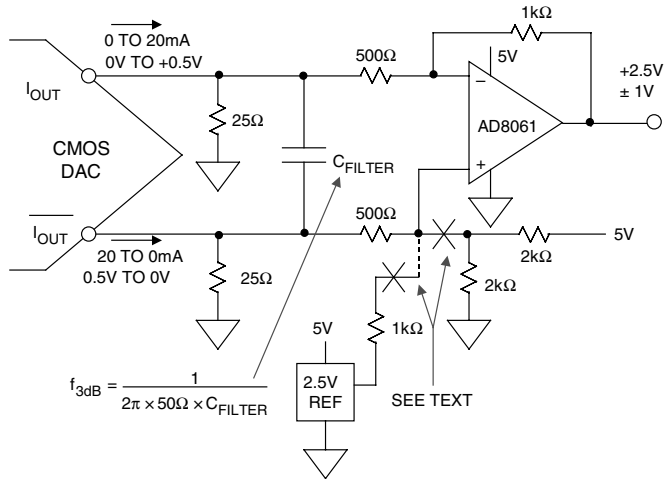 0 TO 20mA
0V TO +0.5V
I_OUT
CMOS
DAC
25Ω
C_FILTER
500Ω
1kΩ
5V
−
AD8061
+
+2.5V
± 1V
I_OUT
20 TO 0mA
0.5V TO 0V
25Ω
500Ω
2kΩ
5V
2kΩ
1kΩ
5V
2.5V
REF
SEE TEXT
f_3dB = 1
2π × 50Ω × C_FILTER